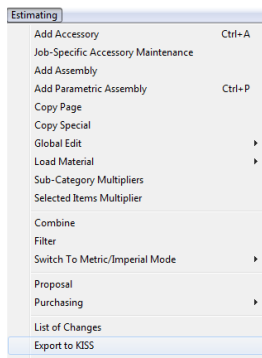 Estimating
Add Accessory Ctrl+A
Job-Specific Accessory Maintenance
Add Assembly
Add Parametric Assembly Ctrl+P
Copy Page
Copy Special
Global Edit
Load Material
Sub-Category Multipliers
Selected Items Multiplier
Combine
Filter
Switch To Metric/Imperial Mode
Proposal
Purchasing
List of Changes
Export to KISS